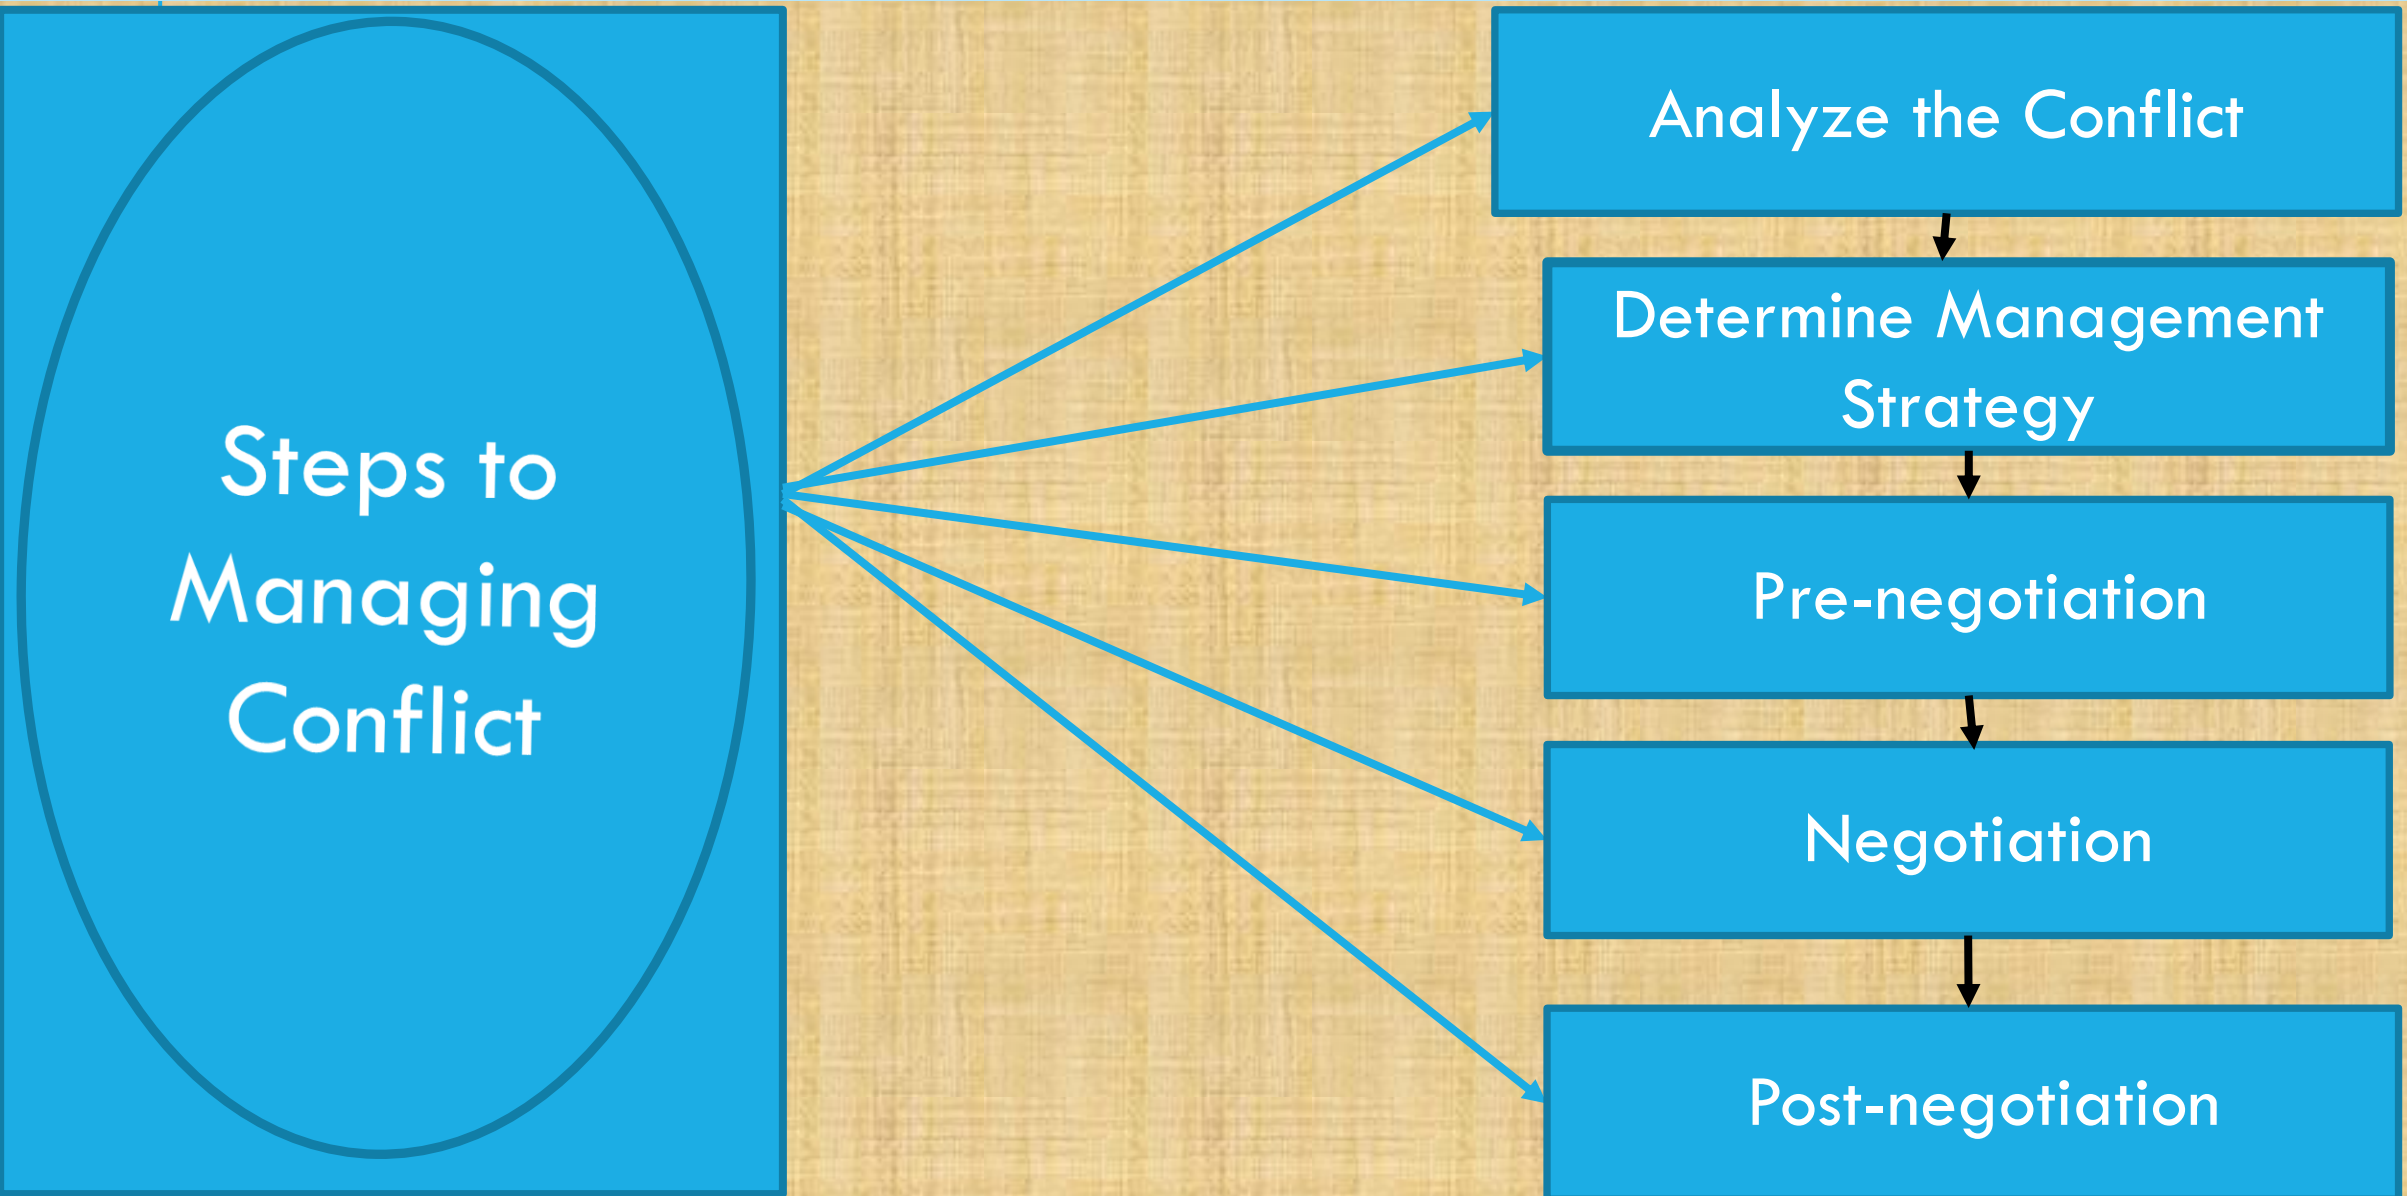 Steps to
Managing
Conflict
Analyze the Conflict
Determine Management
Strategy
Pre-negotiation
Negotiation
Post-negotiation